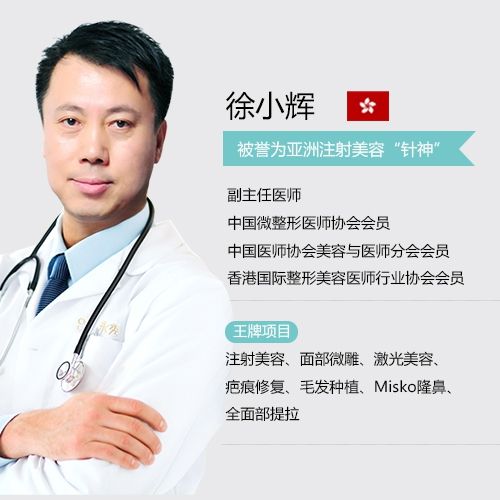 徐小辉
被誉为亚洲注射美容“针神”
副主任医师
中国微整形医师协会会员
中国医师协会美容与医师分会会员
香港国际整形美容医师行业协会会员
王牌项目
注射美容、面部微雕、激光美容、
疤痕修复、毛发种植、Misko隆鼻、
全面部提拉